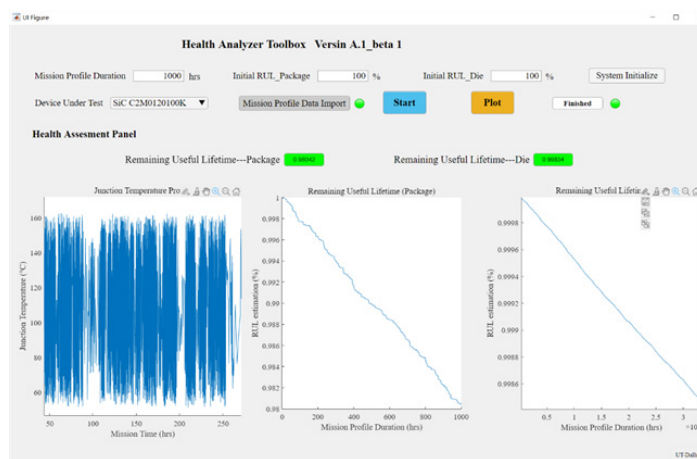 UI Figure
Health Analyzer Toolbox Versin A.1_beta 1
Mission Profile Duration 1000 hrs Initial RUL_Package 100 % Initial RUL_Die 100 % System Initialize
Device Under Test SiC C2M0120100K Mission Profile Data Import Start Plot Finished
Health Assesment Panel
Remaining Useful Lifetime---Package Remaining Useful Lifetime---Die
Junction Temperature Pro
Junction Temperature (°C)
160
140
120
100
80
60
50 100 150 200 250
Mission Time (hrs)
Remaining Useful Lifetime (Package)
RUL estimation (%)
1
0.998
0.996
0.994
0.992
0.99
0.988
0.986
0.984
0.982
0.98
0 200 400 600 800 1000
Mission Profile Duration (hrs)
Remaining Useful Lifetir
RUL estimation (%)
0.9998
0.9996
0.9994
0.9992
0.999
0.9988
0.9986
0.5 1 1.5 2 2.5 3
Mission Profile Duration (hrs)